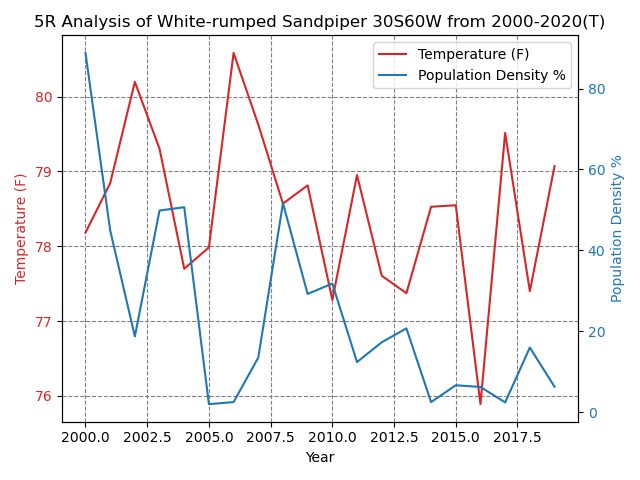 5R Analysis of White-rumped Sandpiper 30S60W from 2000-2020(T)
Temperature (F)
Population Density %
80
79
78
77
76
Temperature (F)
80
60
40
20
0
Population Density %
2000.0 2002.5 2005.0 2007.5 2010.0 2012.5 2015.0 2017.5
Year